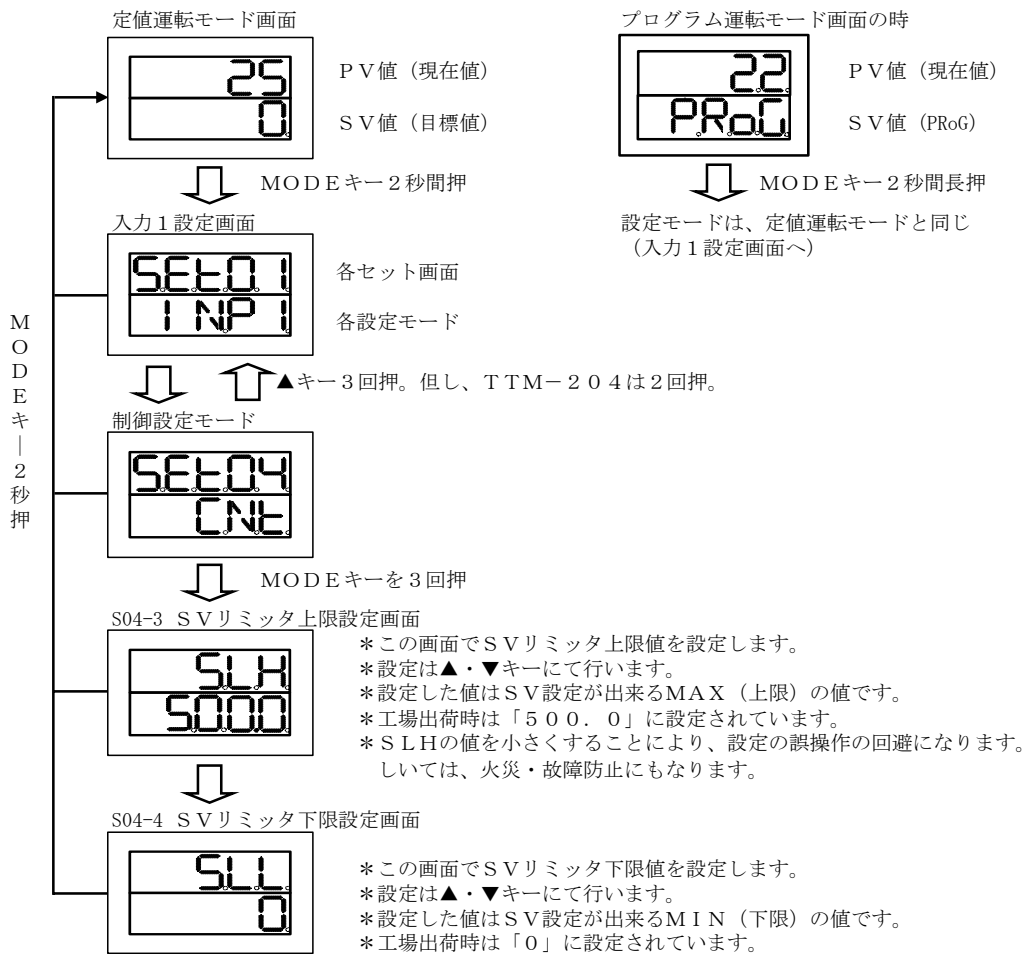 定値運転モード画面
25
0.
PV値（現在値）
SV値（目標値）
MODEキー2秒間押
プログラム運転モード画面の時
22.
P.R.o.G.
PV値（現在値）
SV値（PRoG）
MODEキー2秒間長押
設定モードは、定値運転モードと同じ
（入力1設定画面へ）
入力1設定画面
S.E.t.0.1.
I N.P.1.
各セット画面
各設定モード
▲キー3回押。但し、TTM－204は2回押。
制御設定モード
S.E.t.0.4.
C.N.t.
MODEキーを3回押
MODEキー2秒押
S04-3 SVリミッタ上限設定画面
S.L.H.
5.0.0.0.
＊この画面でSVリミッタ上限値を設定します。
＊設定は▲・▼キーにて行います。
＊設定した値はSV設定が出来るMAX（上限）の値です。
＊工場出荷時は「500．0」に設定されています。
＊SLHの値を小さくすることにより、設定の誤操作の回避になります。
しいては、火災・故障防止にもなります。
S04-4 SVリミッタ下限設定画面
S.L.L.
0.
＊この画面でSVリミッタ下限値を設定します。
＊設定は▲・▼キーにて行います。
＊設定した値はSV設定が出来るMIN（下限）の値です。
＊工場出荷時は「0」に設定されています。